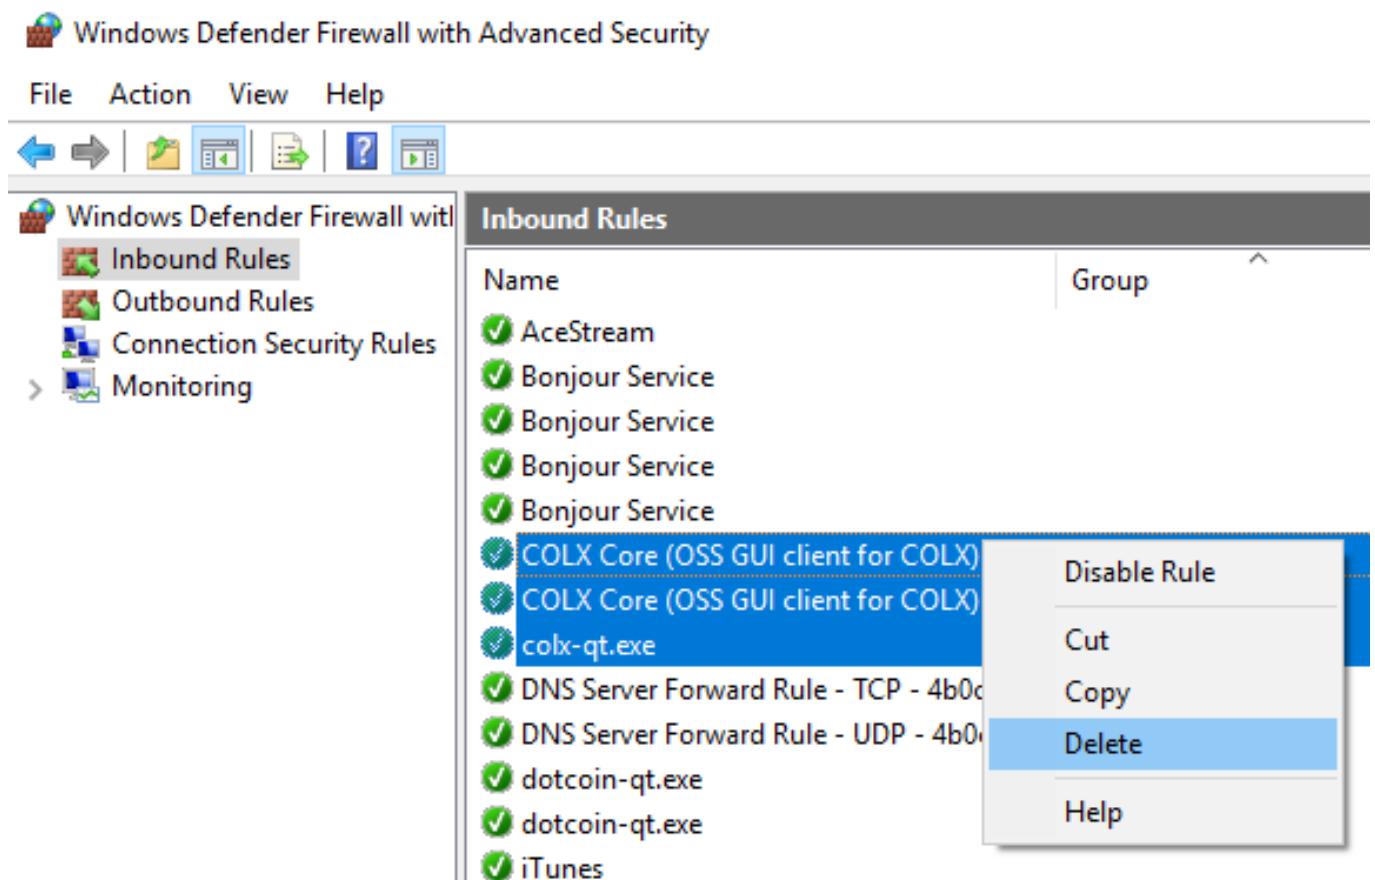 Windows Defender Firewall with Advanced Security
File Action View Help
Windows Defender Firewall with
Inbound Rules
Outbound Rules
Connection Security Rules
Monitoring
Inbound Rules
Name Group
AceStream
Bonjour Service
Bonjour Service
Bonjour Service
Bonjour Service
COLX Core (OSS GUI client for COLX)
COLX Core (OSS GUI client for COLX)
colx-qt.exe
DNS Server Forward Rule - TCP - 4b0c
DNS Server Forward Rule - UDP - 4b0
dotcoin-qt.exe
dotcoin-qt.exe
iTunes
Disable Rule
Cut
Copy
Delete
Help